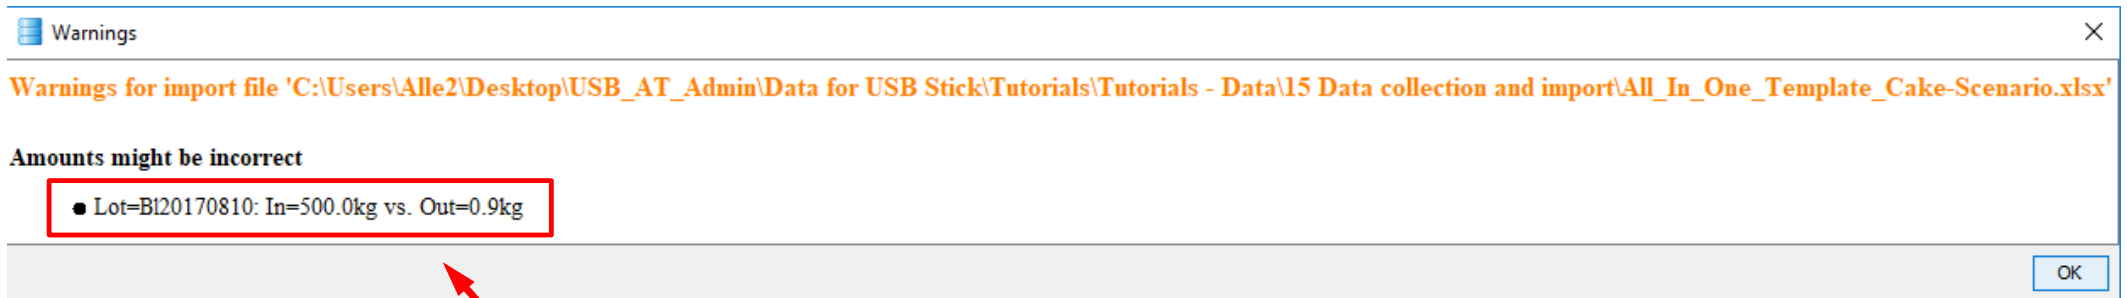 Warnings
Warnings for import file 'C:\Users\Alle2\Desktop\USB_AT_Admin\Data for USB Stick\Tutorials\Tutorials - Data\15 Data collection and import\All_In_One_Template_Cake-Scenario.xlsx'
Amounts might be incorrect
● Lot=Bl20170810: In=500.0kg vs. Out=0.9kg
OK